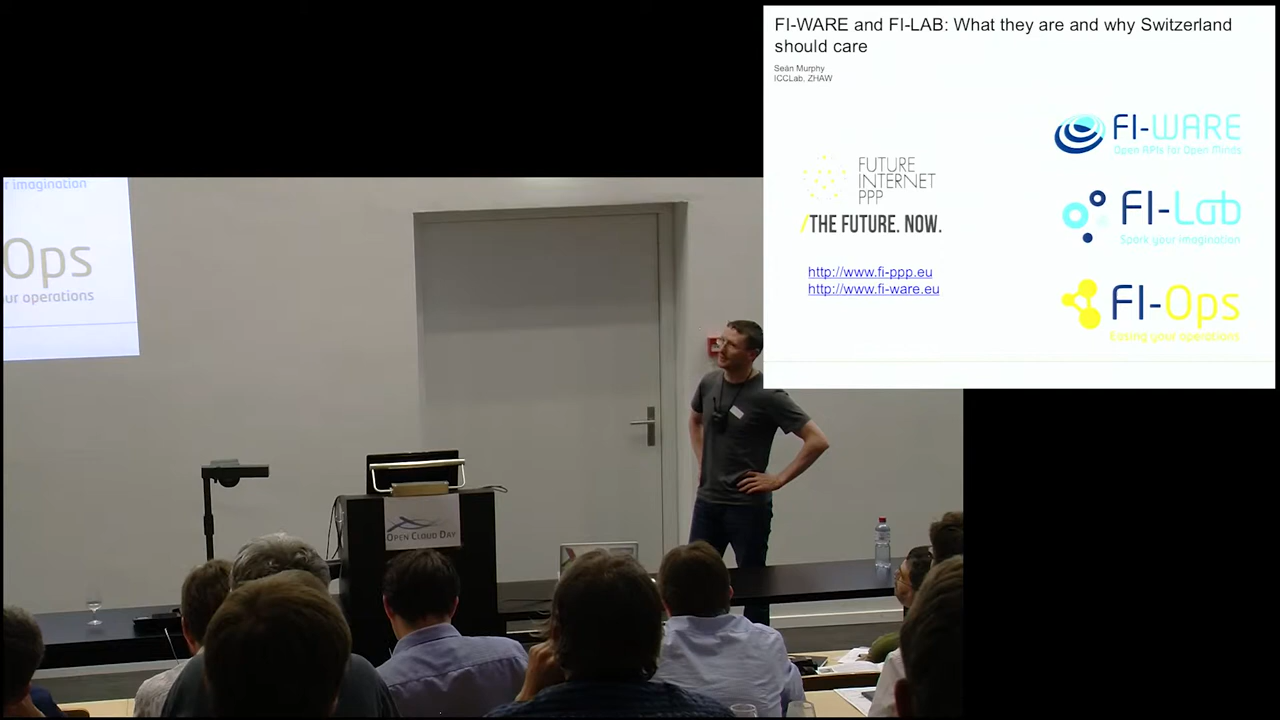 FI-WARE and FI-LAB: What they are and why Switzerland
should care
Seán Murphy
ICCLab, ZHAW
FI-WARE
Open APIs for Open Minds
FUTURE
INTERNET
PPP
/THE FUTURE. NOW.
FI-Lab
Spark your imagination
http://www.fi-ppp.eu
http://www.fi-ware.eu
FI-Ops
Easing your operations
r imagination
Ops
ur operations
OPEN CLOUD DAY